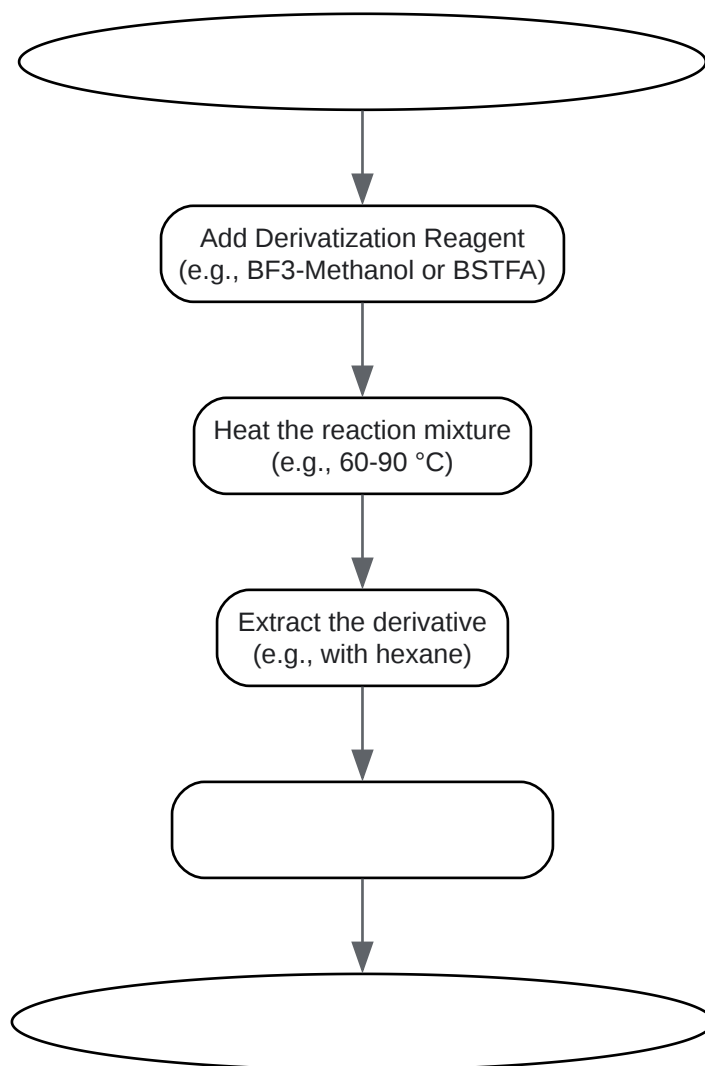 Add Derivatization Reagent
(e.g., BF3-Methanol or BSTFA)
Heat the reaction mixture
(e.g., 60-90 °C)
Extract the derivative
(e.g., with hexane)